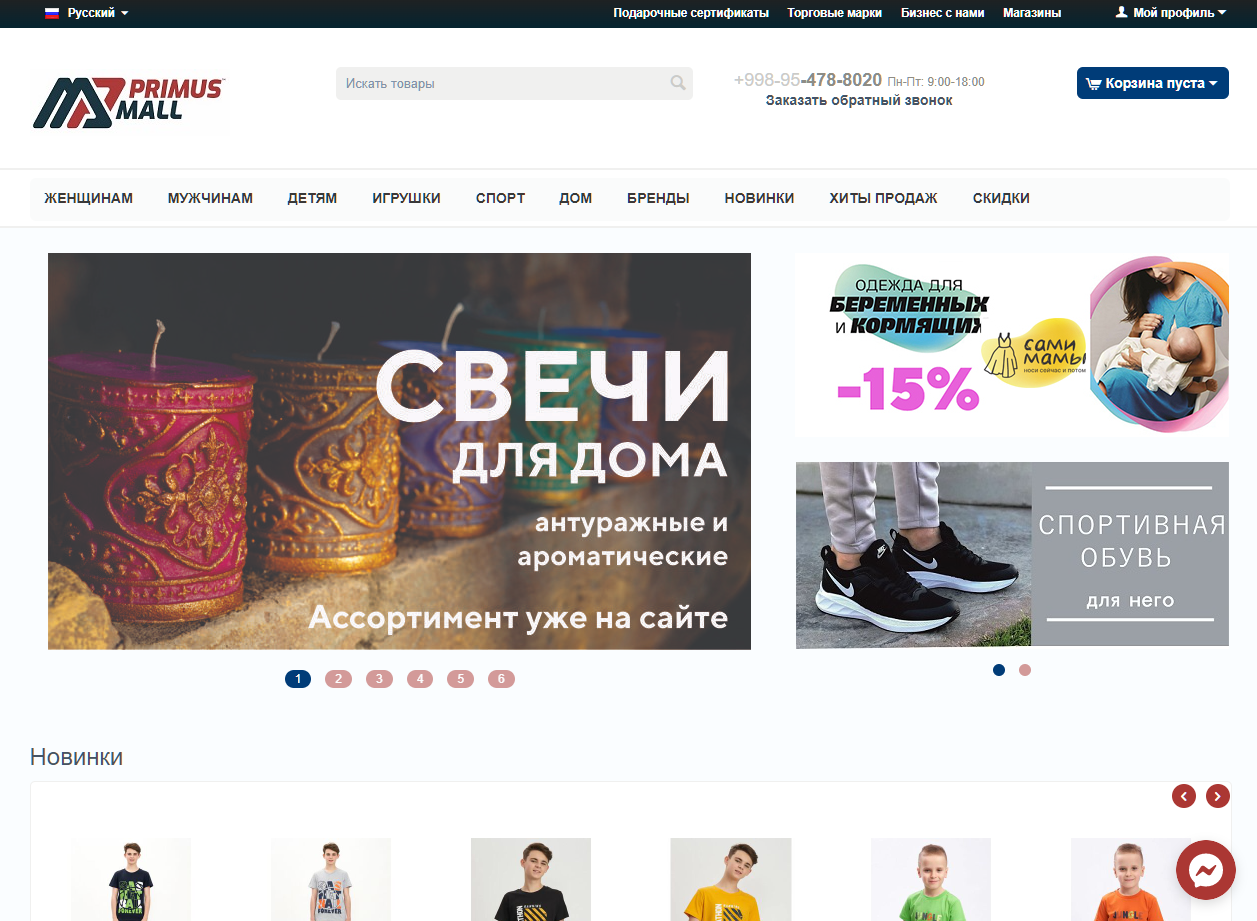 Русский
Подарочные сертификаты Торговые марки Бизнес с нами Магазины Мой профиль
PRIMUS
MALL
Искать товары
+998-95-478-8020 Пн-Пт: 9:00-18:00
Заказать обратный звонок
Корзина пуста
ЖЕНЩИНАМ МУЖЧИНАМ ДЕТЯМ ИГРУШКИ СПОРТ ДОМ БРЕНДЫ НОВИНКИ ХИТЫ ПРОДАЖ СКИДКИ
СВЕЧИ
ДЛЯ ДОМА
антуражные и
ароматические
Ассортимент уже на сайте
1 2 3 4 5 6
ОДЕЖДА ДЛЯ
БЕРЕМЕННЫХ
И КОРМЯЩИХ
сами
мамы
носи сейчас и потом
-15%
СПОРТИВНАЯ
ОБУВЬ
для него
Новинки